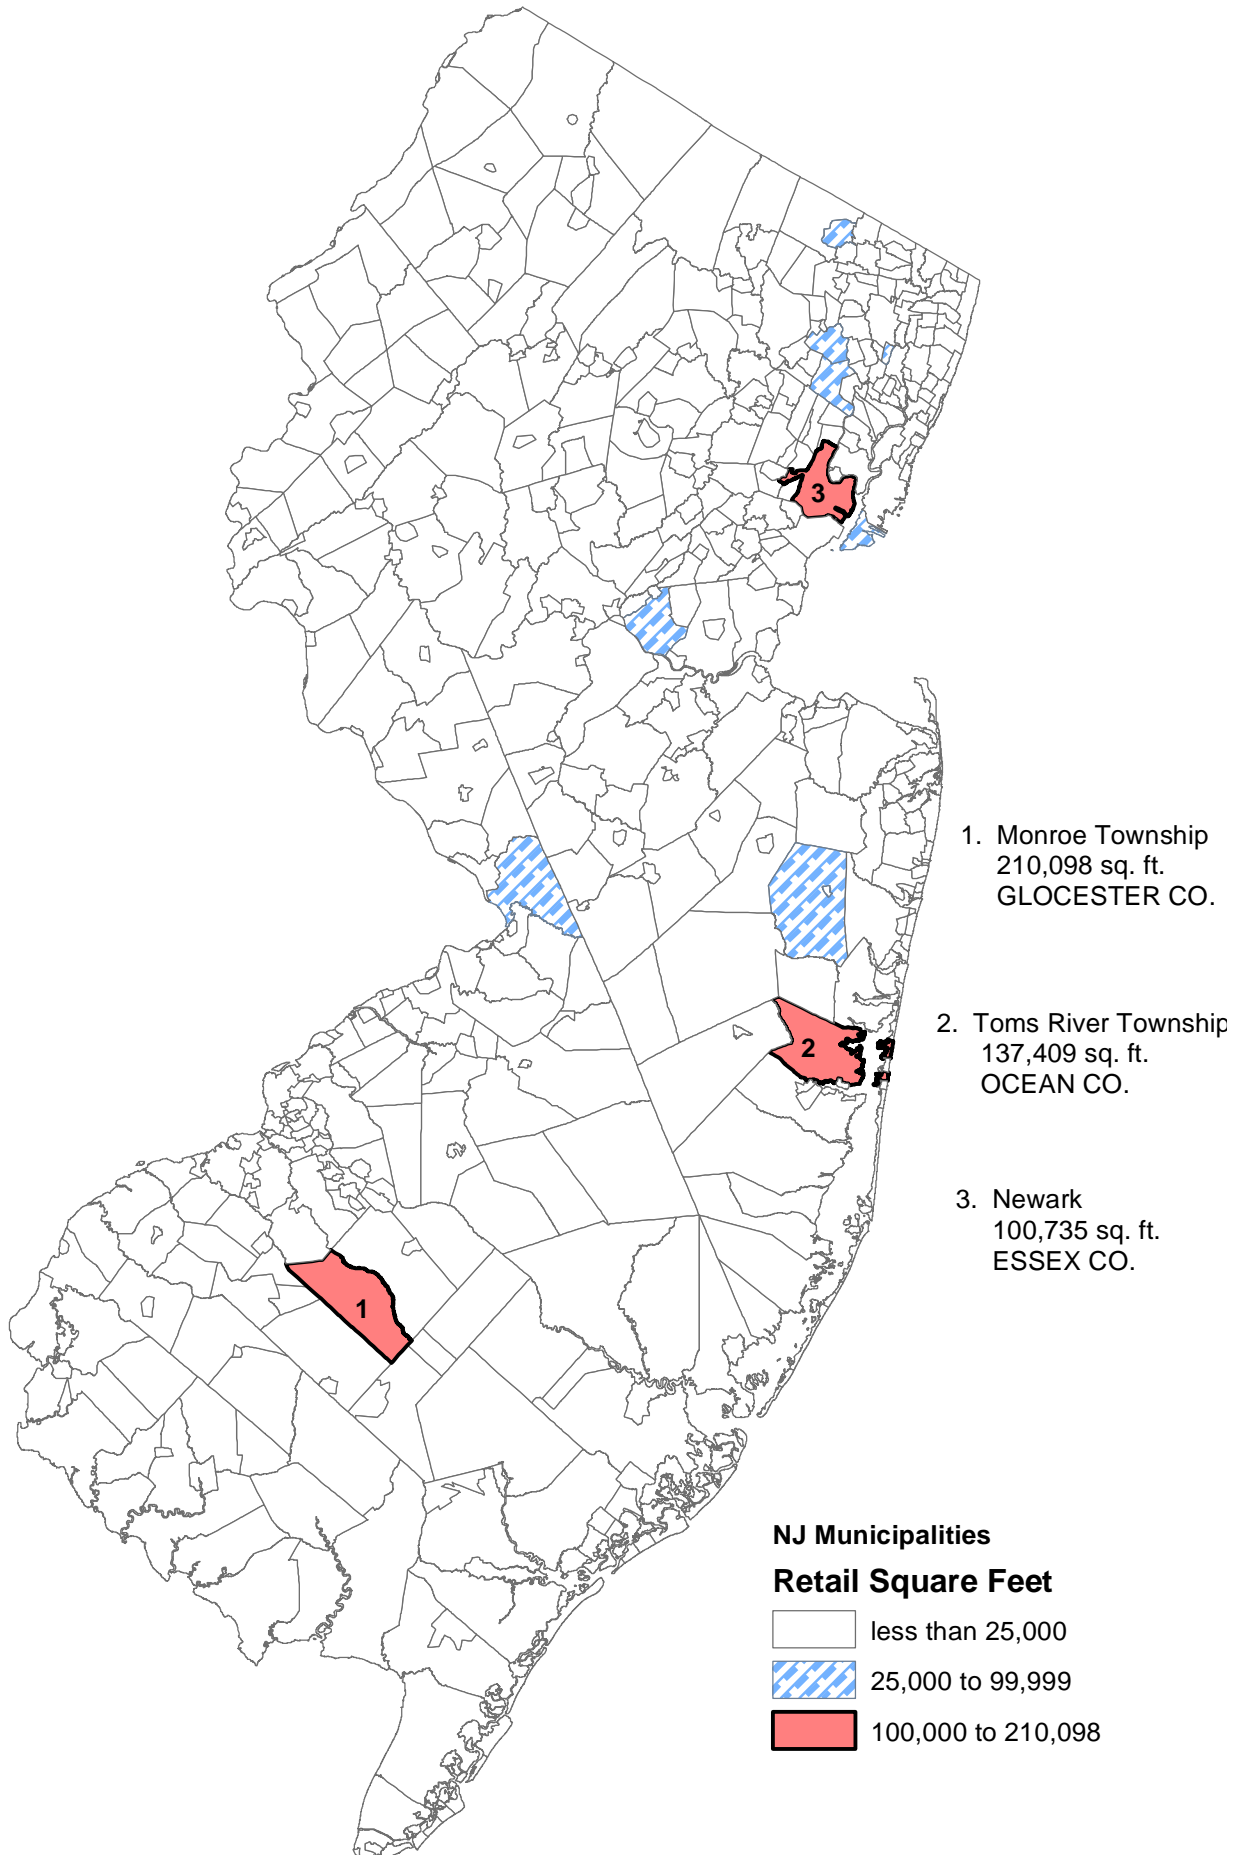 3
1. Monroe Township
210,098 sq. ft.
GLOCESTER CO.
2. Toms River Township
137,409 sq. ft.
OCEAN CO.
2
3. Newark
100,735 sq. ft.
ESSEX CO.
1
NJ Municipalities
Retail Square Feet
less than 25,000
25,000 to 99,999
100,000 to 210,098